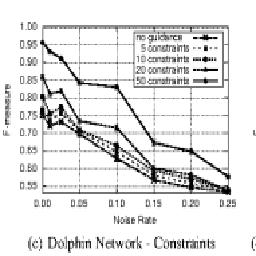 1.00
no-guidance
0.95
5 constraints
0.90
10-constraints
20 constraints
0.85
50-constraints
0.80
F-measure
0.75
0.70
0.65
0.60
0.55
0.00 0.05 0.10 0.15 0.20 0.25
Noise Rate
(c) Dolphin Network - Constraints